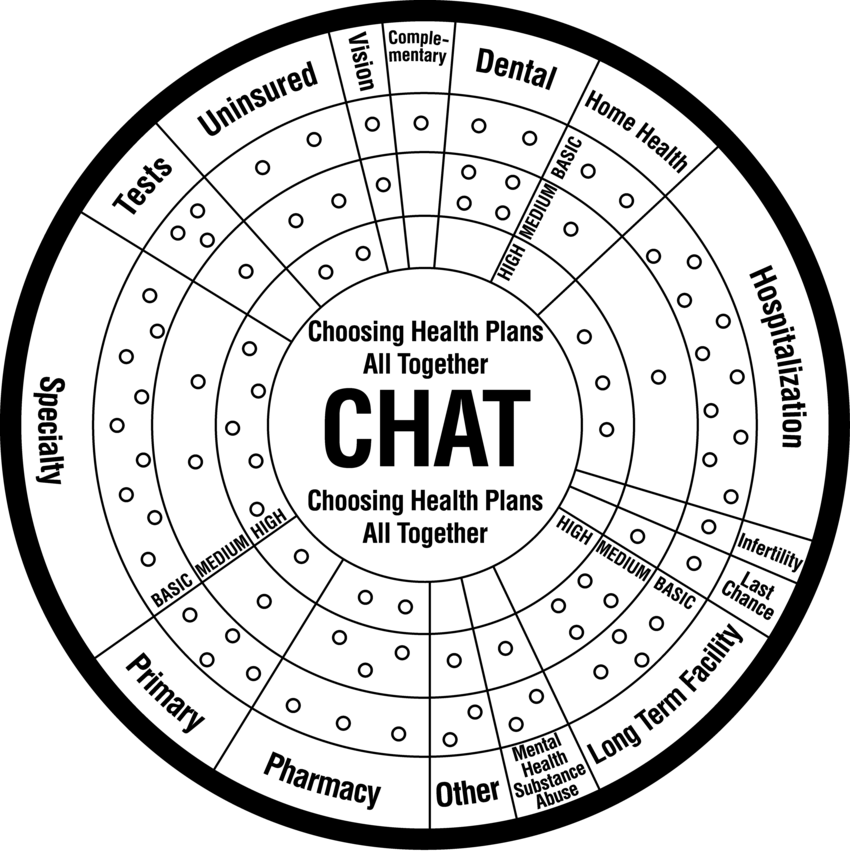 Vision
Comple-
mentary
Dental
Home Health
Hospitalization
Infertility
Last
Chance
Long Term Facility
Mental
Health
Substance
Abuse
Other
Pharmacy
Primary
Specialty
Tests
Uninsured
BASIC
MEDIUM
HIGH
HIGH
MEDIUM
BASIC
BASIC
MEDIUM
HIGH
Choosing Health Plans
All Together
CHAT
Choosing Health Plans
All Together